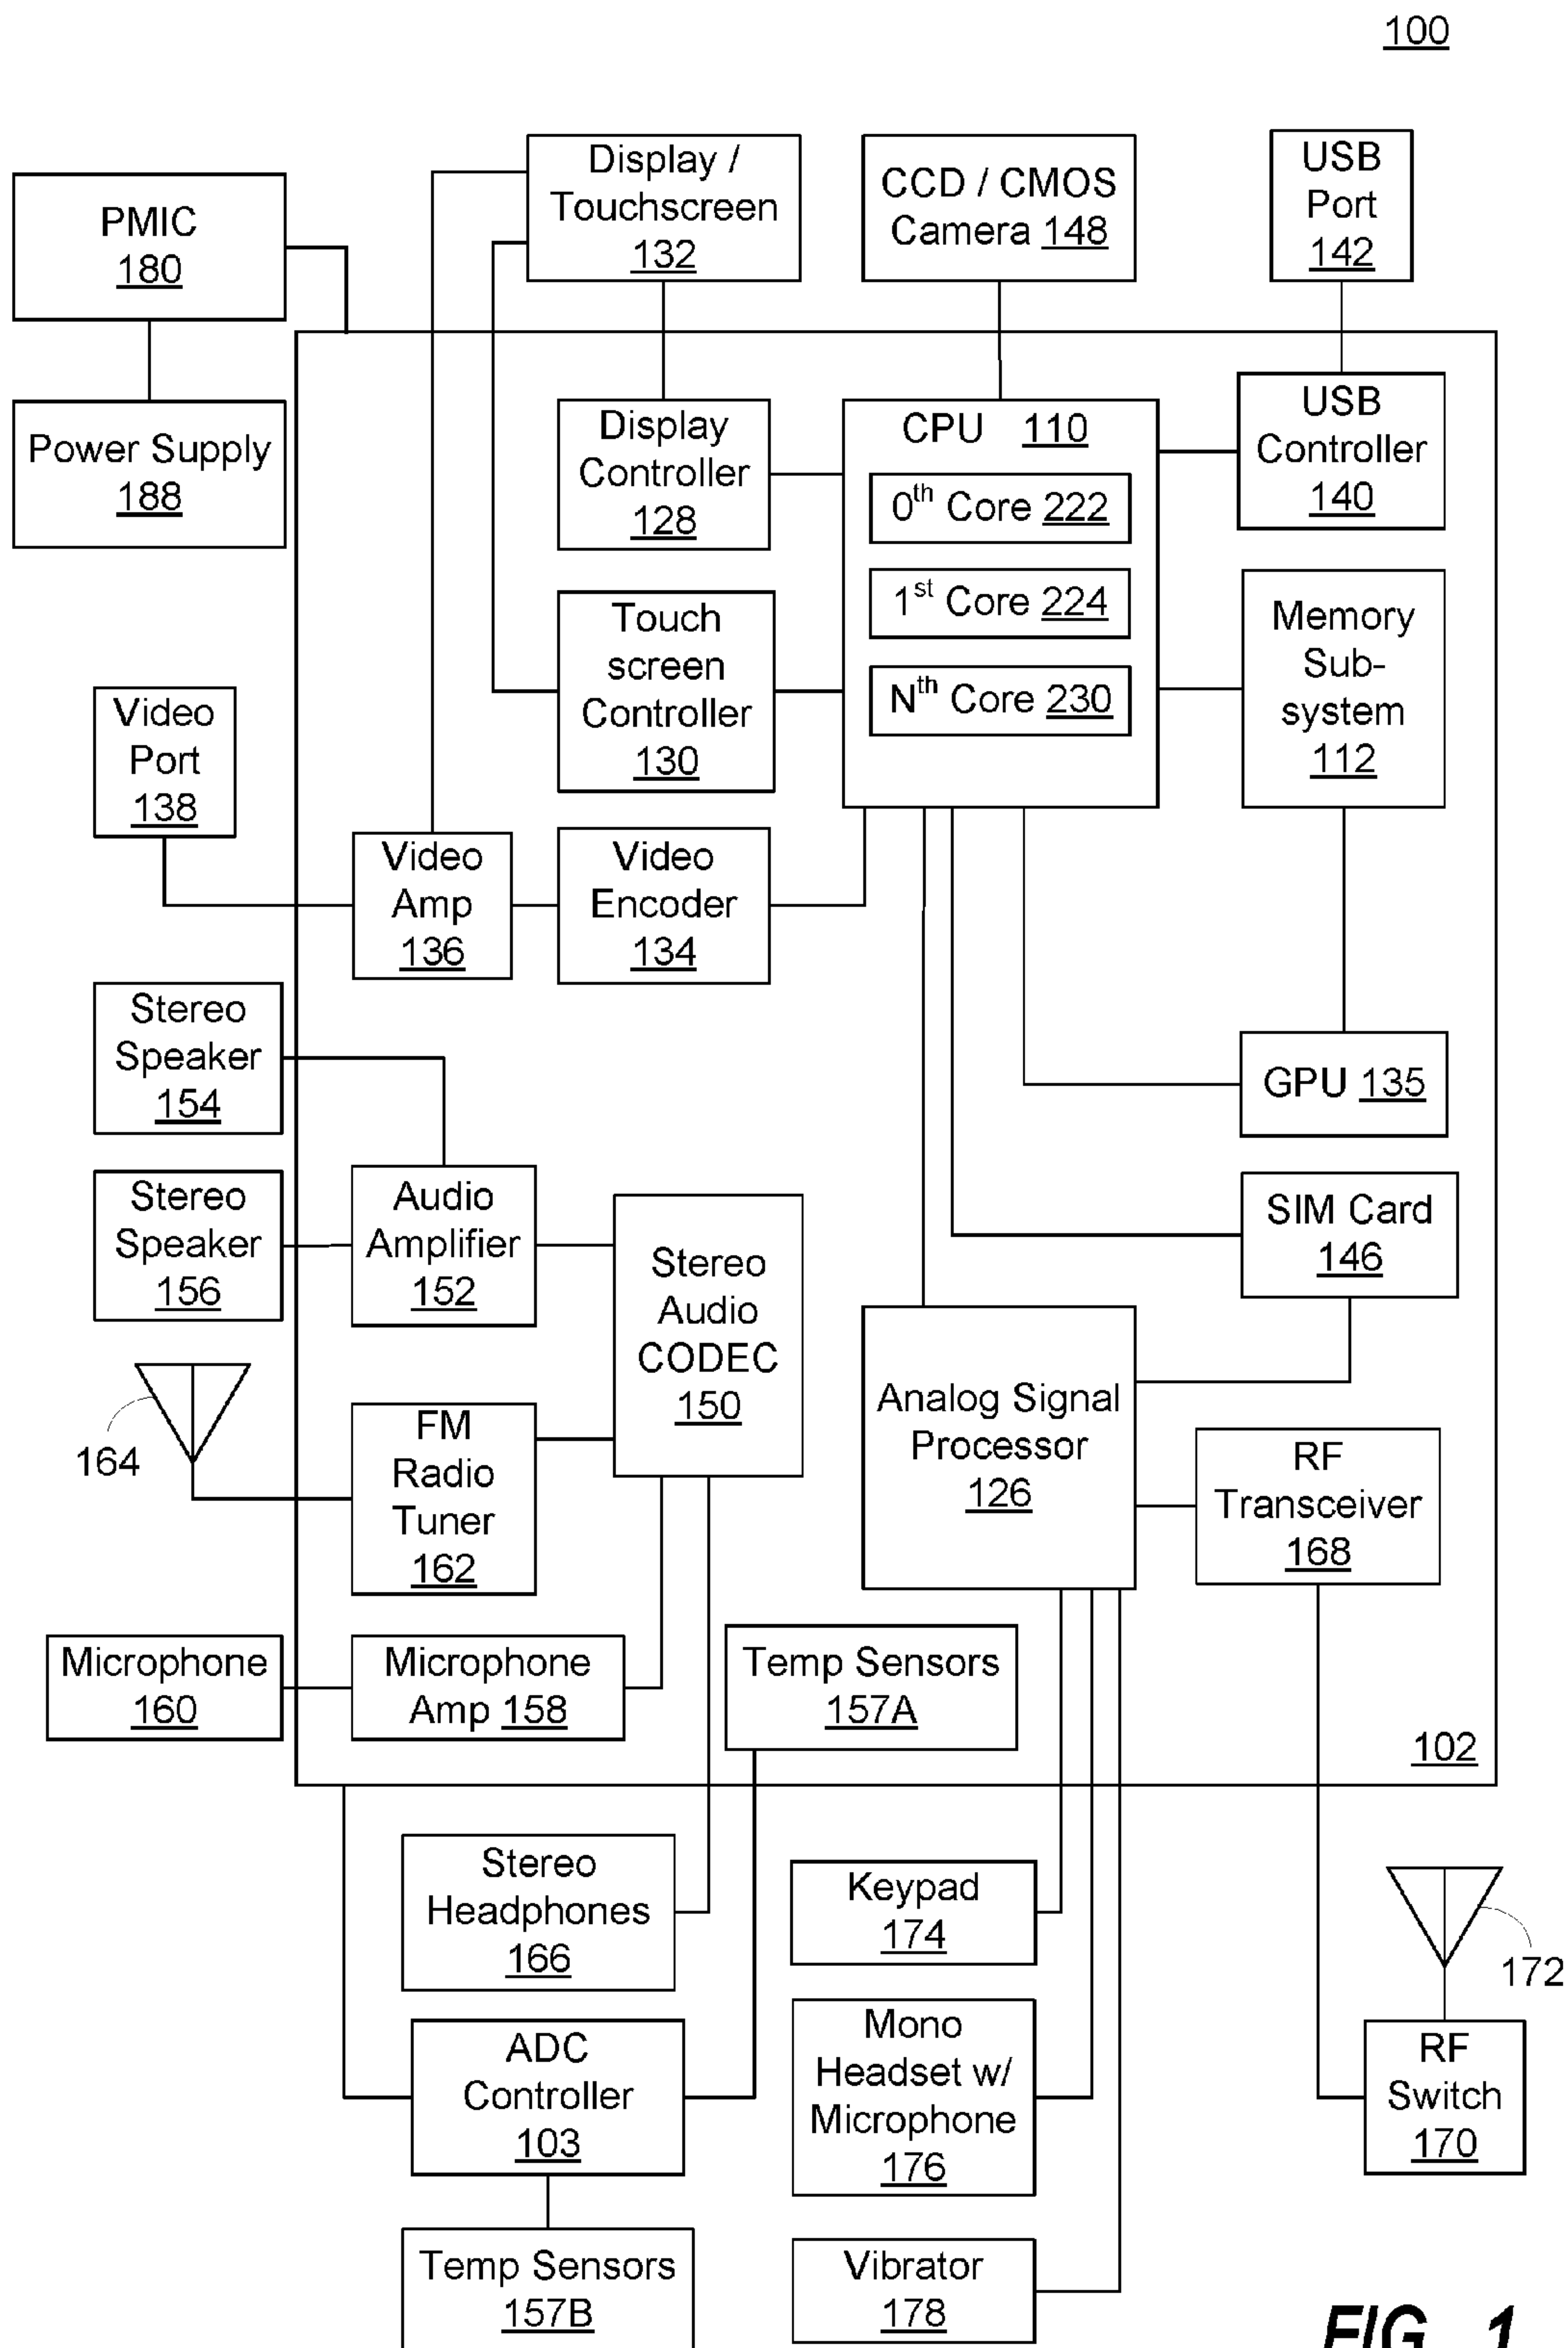 100
PMIC
180
Power Supply
188
Display /
Touchscreen
132
CCD / CMOS
Camera 148
USB
Port
142
Display
Controller
128
CPU 110
0th Core 222
1st Core 224
Nth Core 230
USB
Controller
140
Touch
screen
Controller
130
Memory
Sub-
system
112
Video
Port
138
Video
Amp
136
Video
Encoder
134
Stereo
Speaker
154
GPU 135
Stereo
Speaker
156
Audio
Amplifier
152
Stereo
Audio
CODEC
150
SIM Card
146
164
FM
Radio
Tuner
162
Analog Signal
Processor
126
RF
Transceiver
168
Microphone
160
Microphone
Amp 158
Temp Sensors
157A
102
Stereo
Headphones
166
Keypad
174
172
ADC
Controller
103
Mono
Headset w/
Microphone
176
RF
Switch
170
Temp Sensors
157B
Vibrator
178
FIG. 1